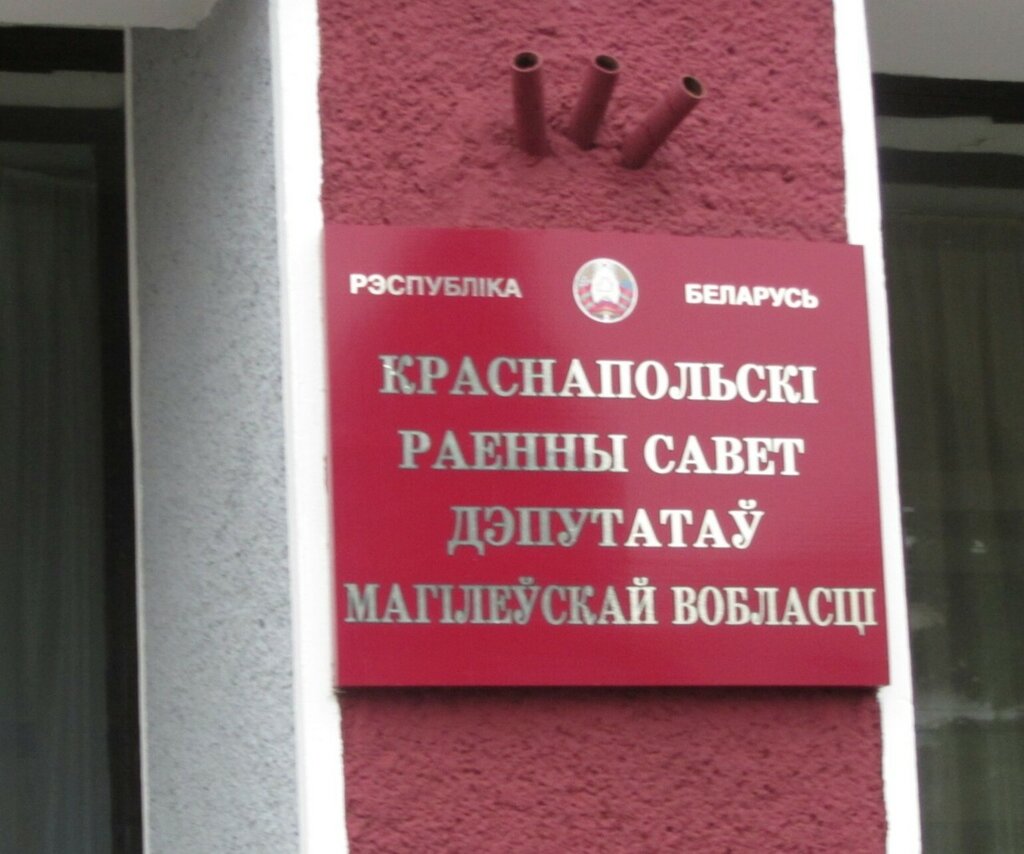 РЭСПУБЛІКА БЕЛАРУСЬ
КРАСНАПОЛЬСКІ
РАЕННЫ САВЕТ
ДЭПУТАТАЎ
МАГІЛЕЎСКАЙ ВОБЛАСЦІ